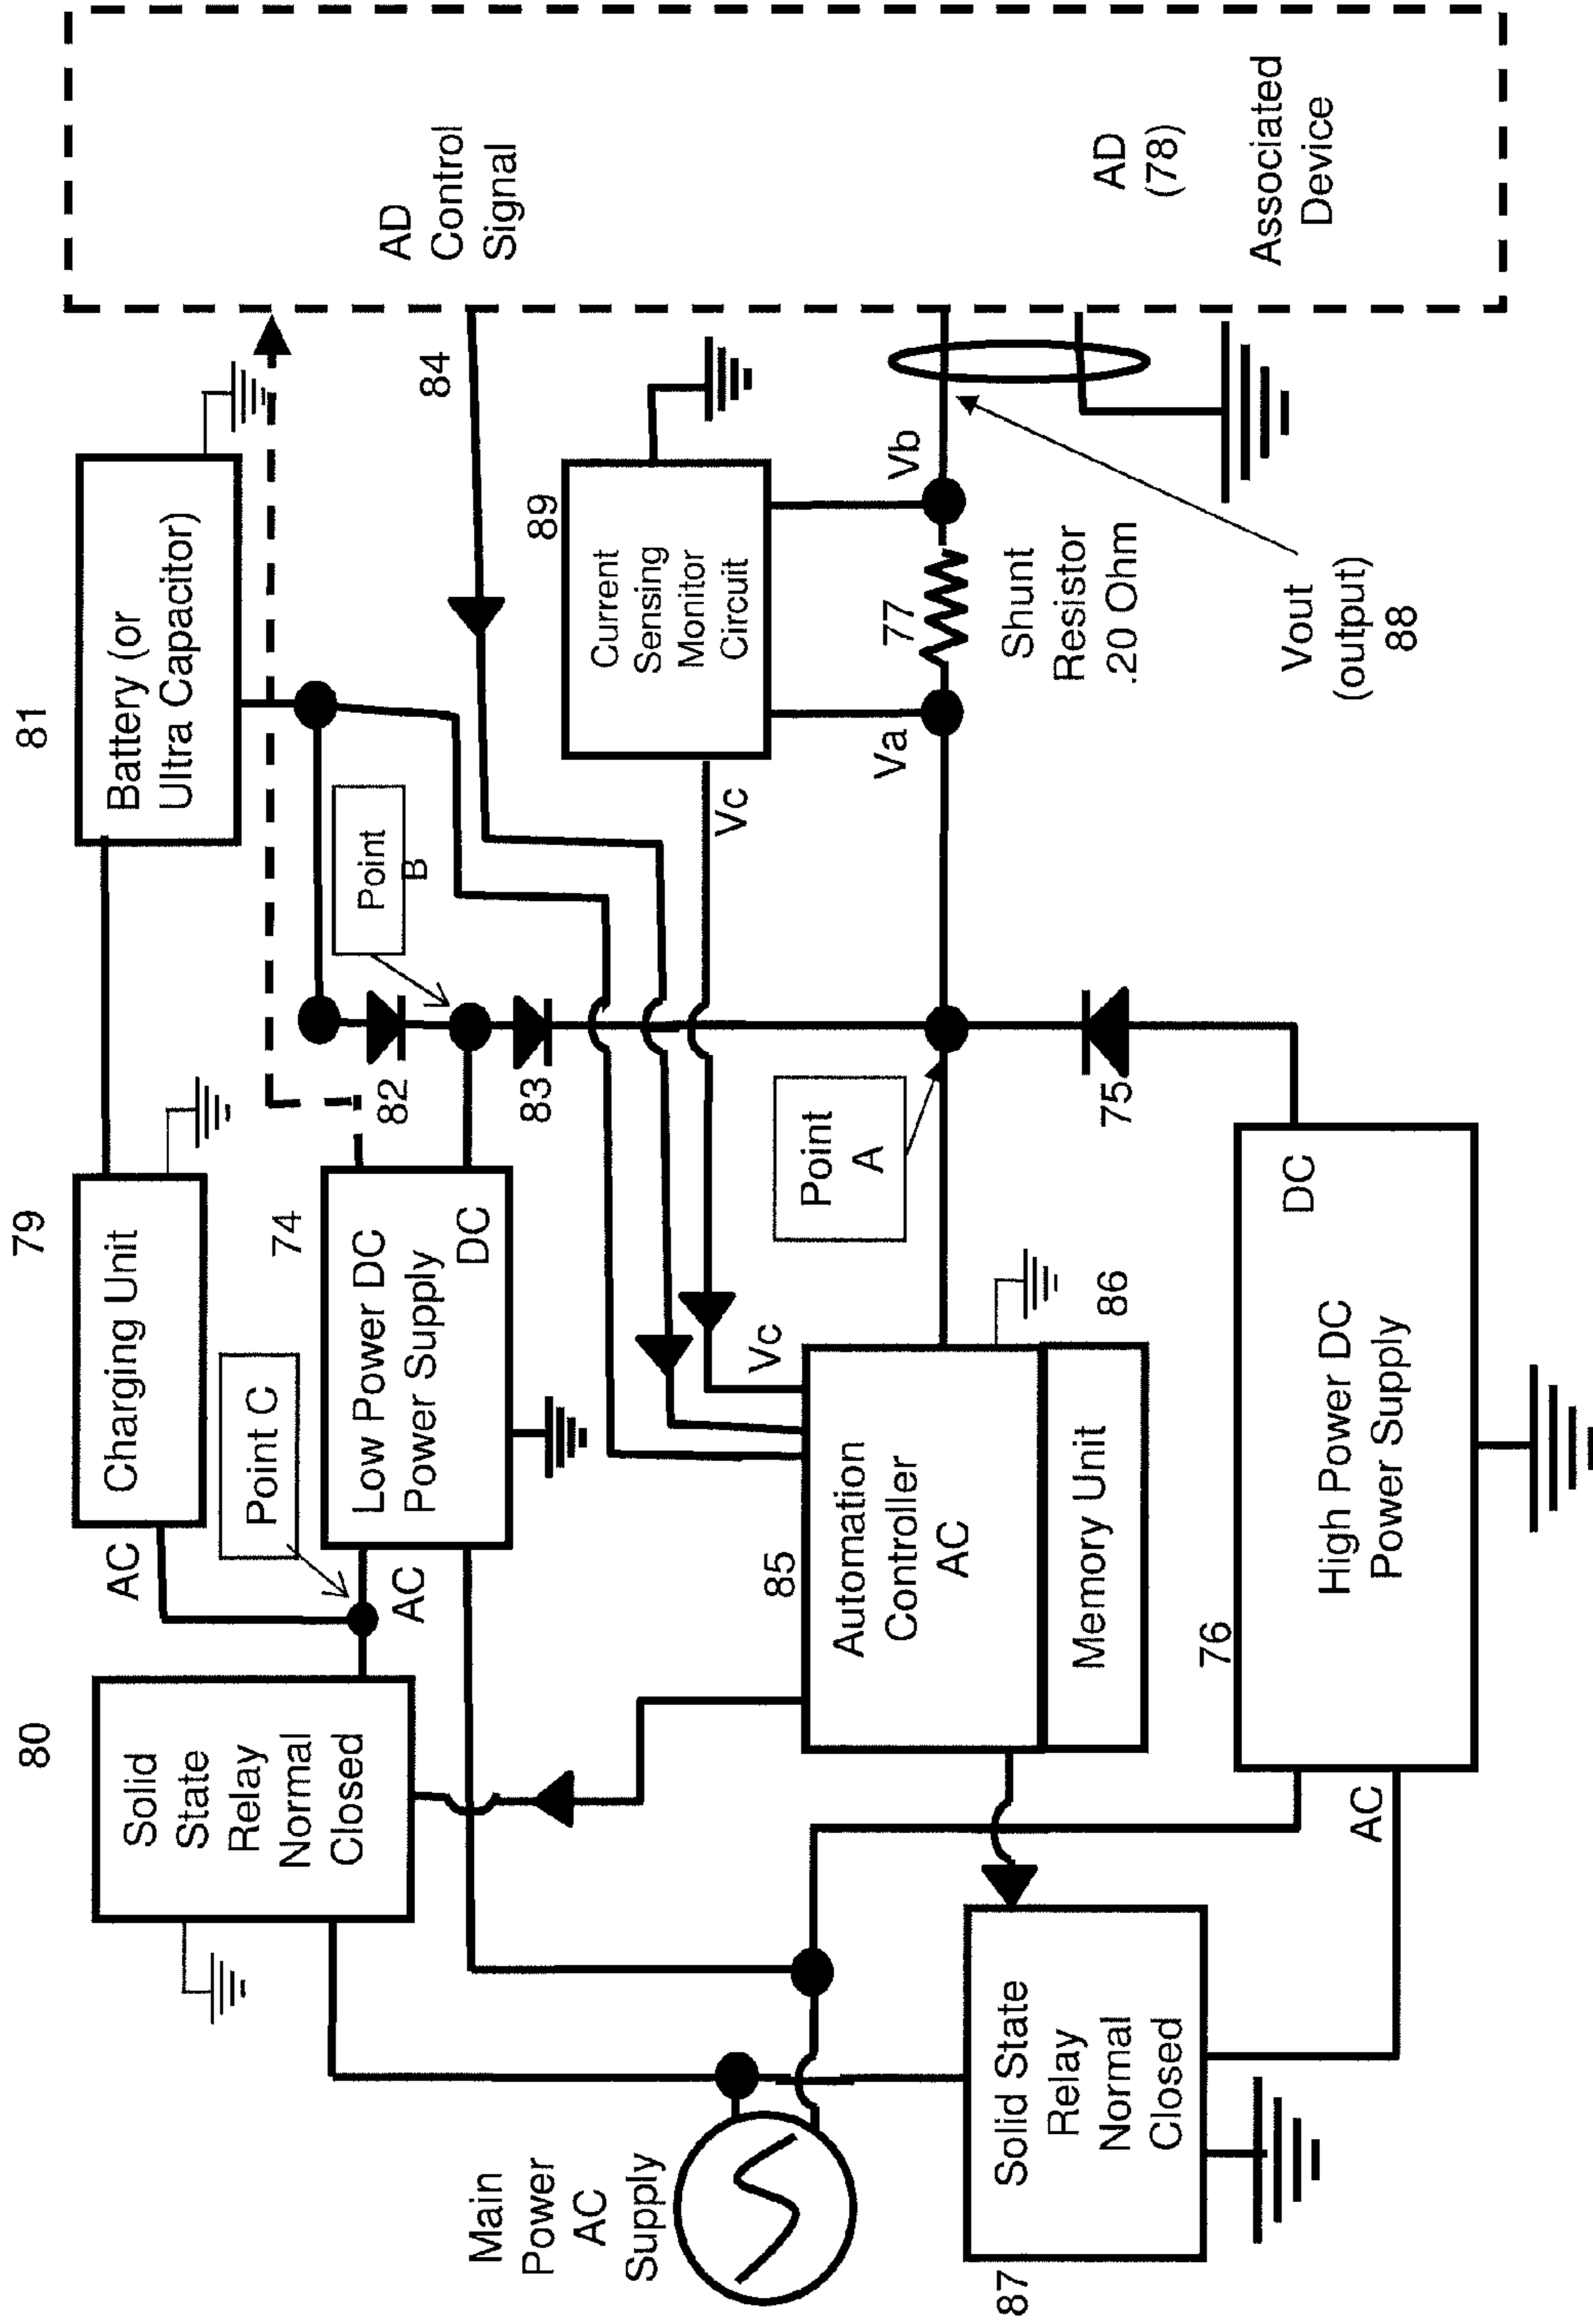 80
Solid
State
Relay
Normal
Closed
79
Charging Unit
AC
Point C
81
Battery (or
Ultra Capacitor)
74
Low Power DC
Power Supply
DC
AC
82
83
Point
B
84
AD
Control
Signal
Main
Power
AC
Supply
85
Automation
Controller
AC
Memory Unit
86
Vc
Vc
Point
A
89
Current
Sensing
Monitor
Circuit
Va
Vb
77
Shunt
Resistor
.20 Ohm
Vout
(output)
88
AD
(78)
Associated
Device
87
Solid State
Relay
Normal
Closed
76
AC
High Power DC
Power Supply
DC
75